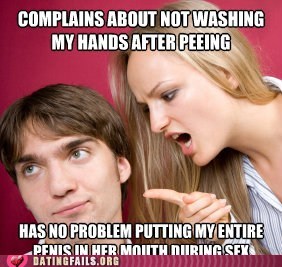 COMPLAINS ABOUT NOT WASHING
MY HANDS AFTER PEEING
HAS NO PROBLEM PUTTING MY ENTIRE
PENIS IN HER MOUTH DURING SEX
DATINGFAILS.ORG